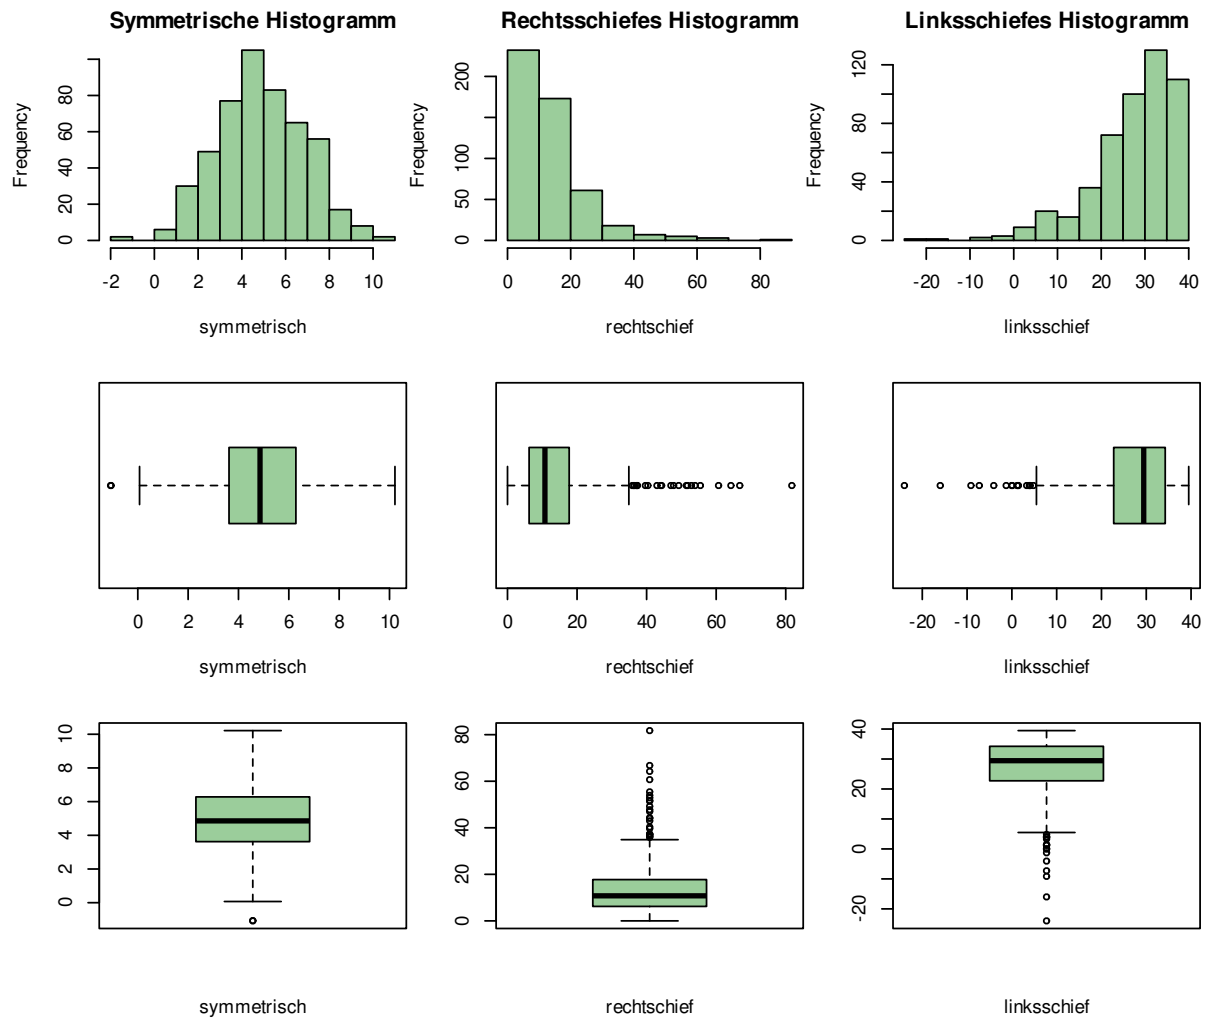 Symmetrische Histogramm
Rechtsschiefes Histogramm
Linksschiefes Histogramm
Frequency
0 20 40 60 80
-2 0 2 4 6 8 10
symmetrisch
Frequency
0 50 100 200
0 20 40 60 80
rechtschief
Frequency
0 40 80 120
-20 -10 0 10 20 30 40
linksschief
0 2 4 6 8 10
symmetrisch
0 20 40 60 80
rechtschief
-20 -10 0 10 20 30 40
linksschief
0 2 4 6 8 10
symmetrisch
0 20 40 60 80
rechtschief
-20 0 20 40
linksschief